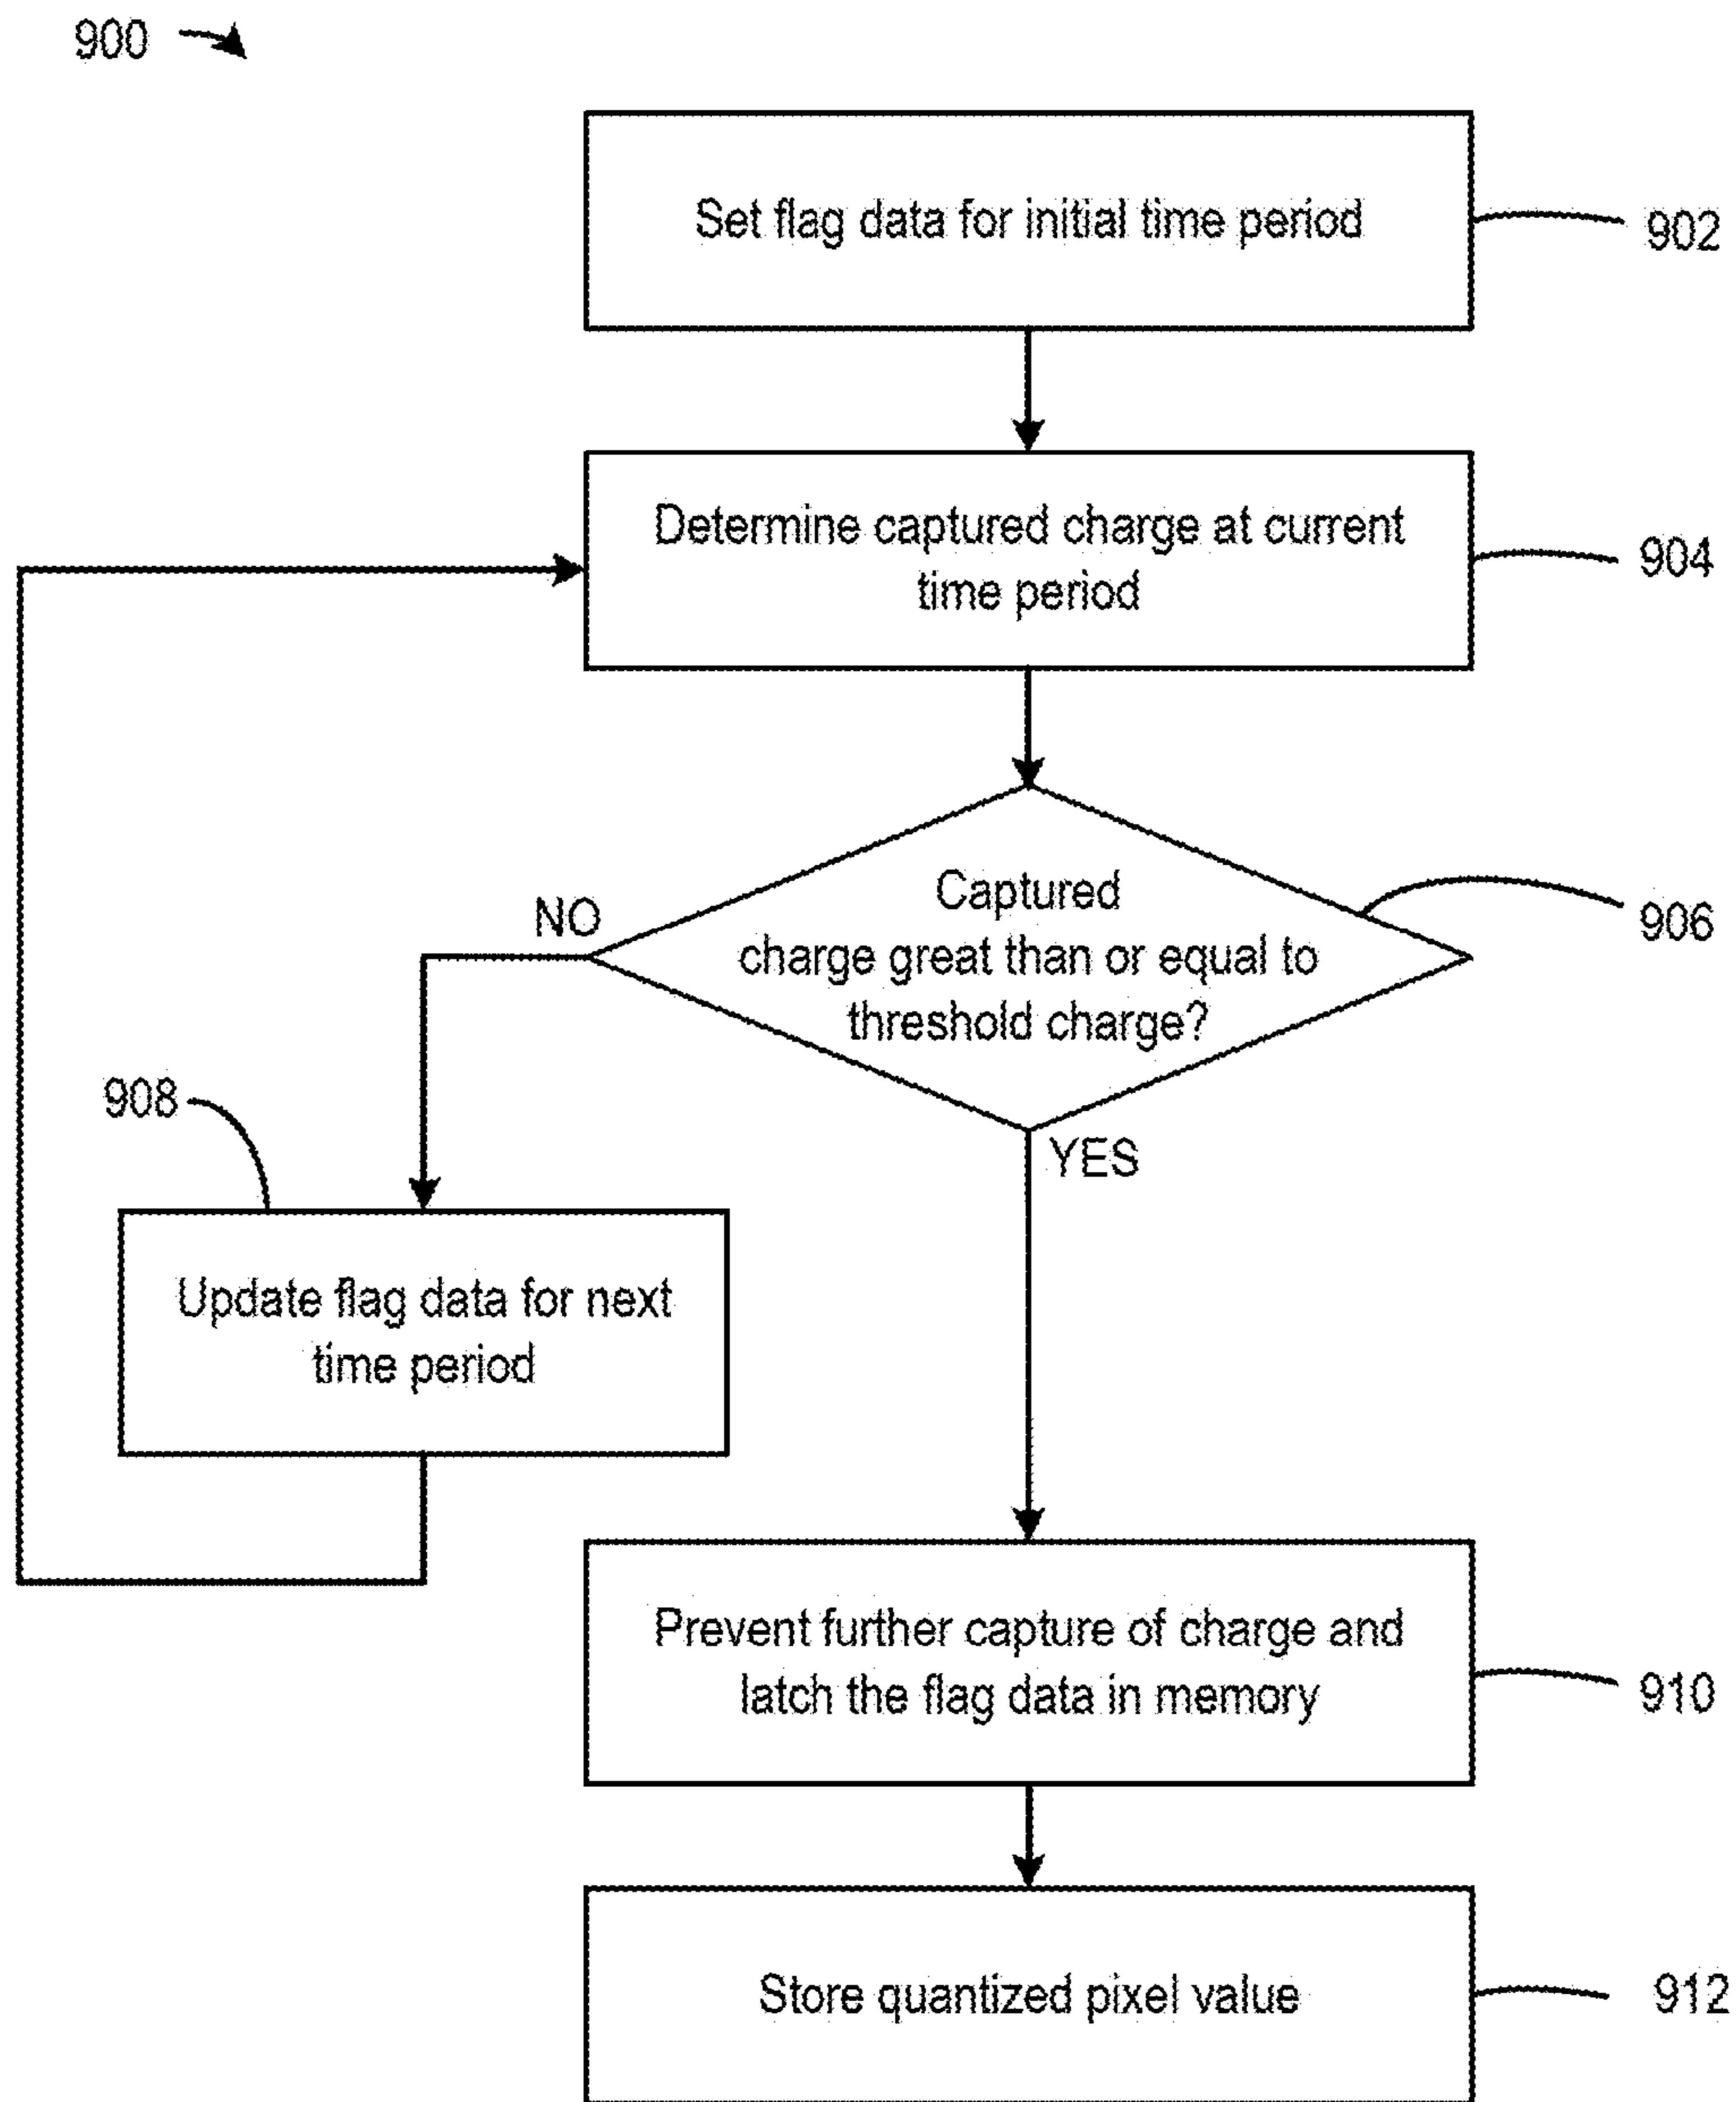 900
Set flag data for initial time period
902
Determine captured charge at current
time period
904
Captured
charge great than or equal to
threshold charge?
906
NO
YES
908
Update flag data for next
time period
Prevent further capture of charge and
latch the flag data in memory
910
Store quantized pixel value
912